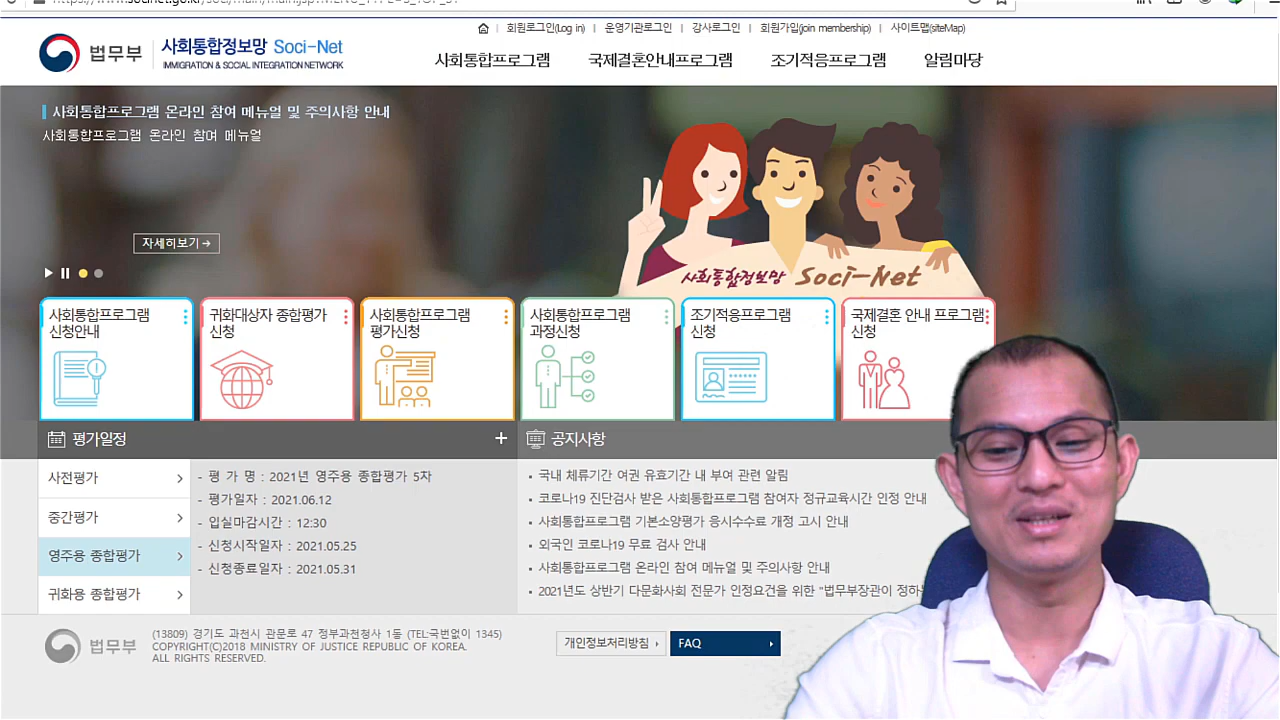 회원로그인(Log in) | 운영기관로그인 | 강사로그인 | 회원가입(join membership) | 사이트맵(siteMap)
법무부 사회통합정보망 Soci-Net
IMMIGRATION & SOCIAL INTEGRATION NETWORK
사회통합프로그램 국제결혼안내프로그램 조기적응프로그램 알림마당
사회통합프로그램 온라인 참여 메뉴얼 및 주의사항 안내
사회통합프로그램 온라인 참여 메뉴얼
자세히보기 →
사회통합정보망 Soci-Net
사회통합프로그램
신청안내
귀화대상자 종합평가
신청
사회통합프로그램
평가신청
사회통합프로그램
과정신청
조기적응프로그램
신청
국제결혼 안내 프로그램
신청
평가일정 +
사전평가
중간평가
영주용 종합평가
귀화용 종합평가
- 평 가 명 : 2021년 영주용 종합평가 5차
- 평가일자 : 2021.06.12
- 입실마감시간 : 12:30
- 신청시작일자 : 2021.05.25
- 신청종료일자 : 2021.05.31
공지사항
국내 체류기간 여권 유효기간 내 부여 관련 알림
코로나19 진단검사 받은 사회통합프로그램 참여자 정규교육시간 인정 안내
사회통합프로그램 기본소양평가 응시수수료 개정 고시 안내
외국인 코로나19 무료 검사 안내
사회통합프로그램 온라인 참여 메뉴얼 및 주의사항 안내
2021년도 상반기 다문화사회 전문가 인정요건을 위한 "법무부장관이 정하는
법무부
(13809) 경기도 과천시 관문로 47 정부과천청사 1동 (TEL:국번없이 1345)
COPYRIGHT(C)2018 MINISTRY OF JUSTICE REPUBLIC OF KOREA.
ALL RIGHTS RESERVED.
개인정보처리방침
FAQ